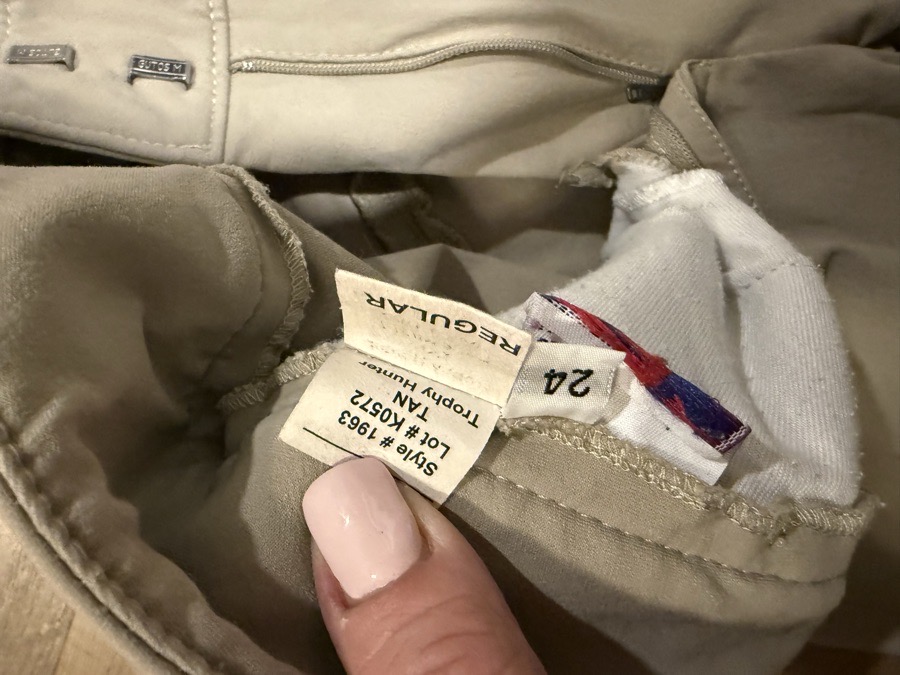 Style # 1963
Lot # K0572
TAN
Trophy Hunter
REGULAR
24